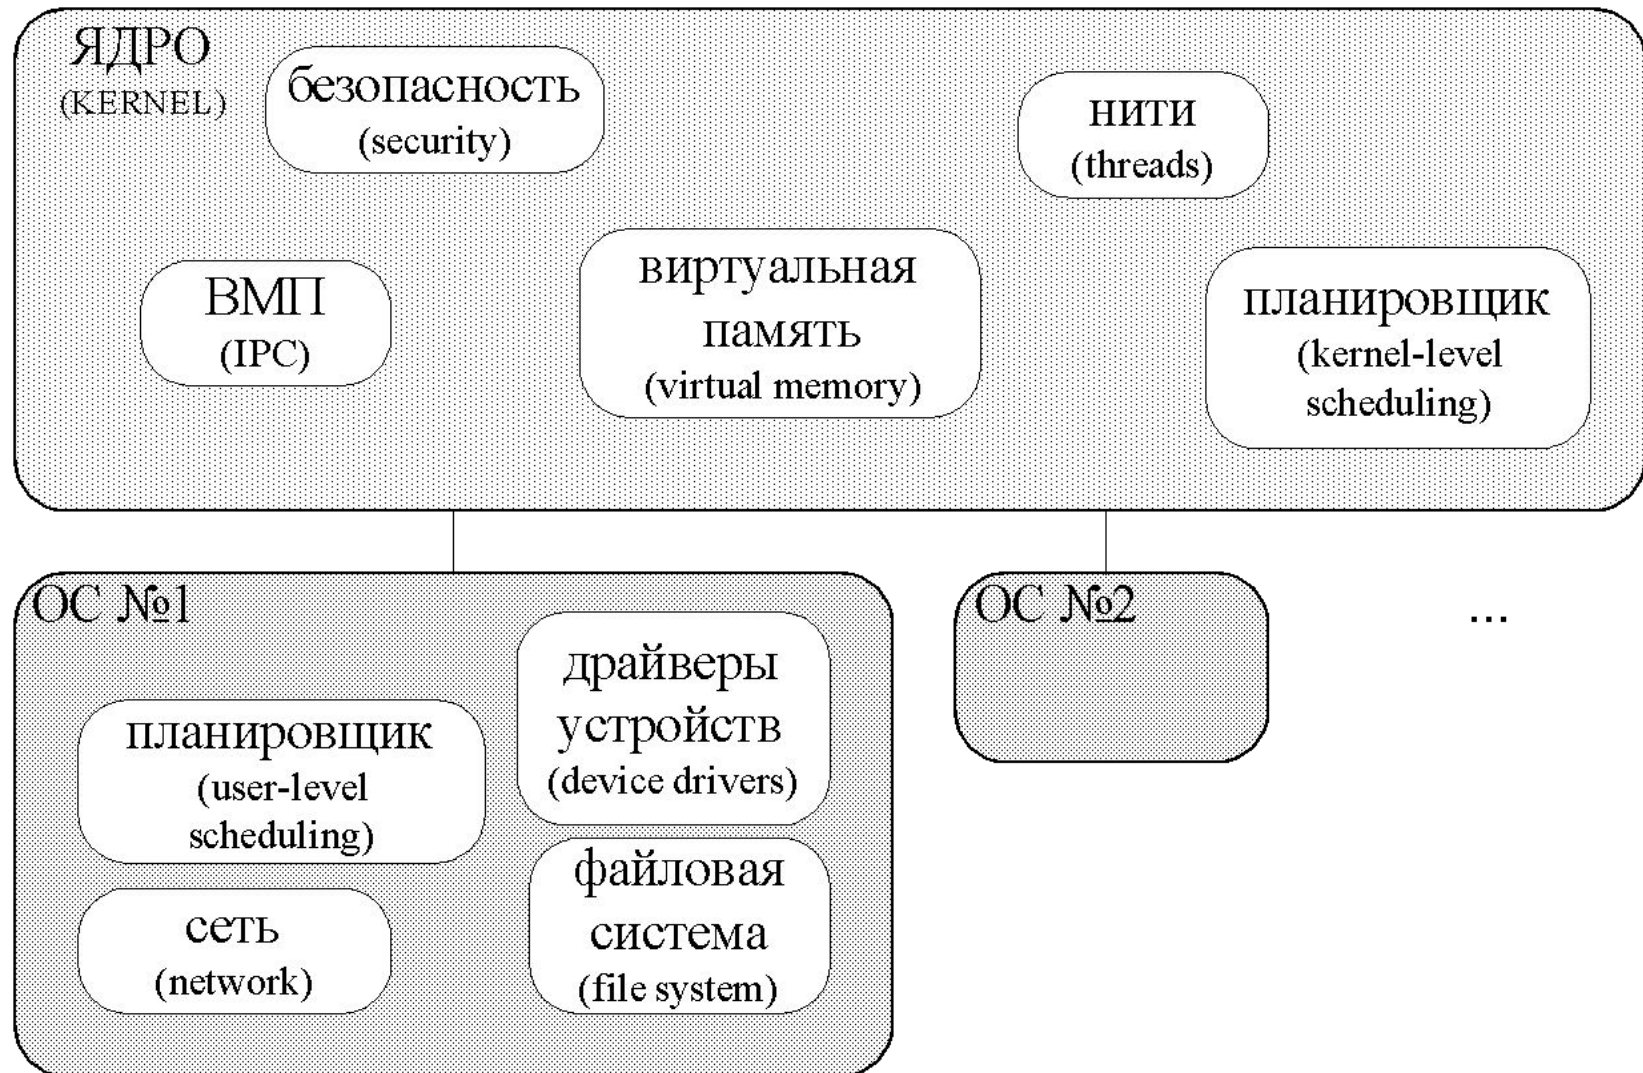 ЯДРО
(KERNEL)
безопасность
(security)
нити
(threads)
ВМП
(IPC)
виртуальная
память
(virtual memory)
планировщик
(kernel-level
scheduling)
ОС №1
планировщик
(user-level
scheduling)
драйверы
устройств
(device drivers)
сеть
(network)
файловая
система
(file system)
ОС №2
...